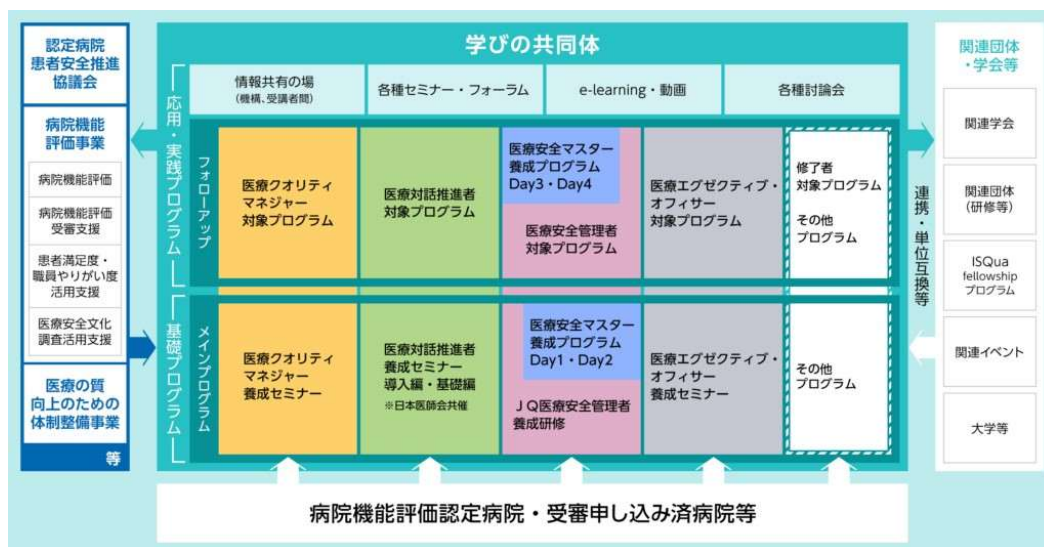 認定病院
患者安全推進
協議会
病院機能
評価事業
病院機能評価
病院機能評価
受審支援
患者満足度・
職員やりがい度
活用支援
医療安全文化
調査活用支援
医療の質
向上のための
体制整備事業
等
学びの共同体
応用・実践プログラム
情報共有の場
(機構、受講者間)
各種セミナー・フォーラム
e-learning・動画
各種討論会
フォローアップ
医療クオリティ
マネジャー
対象プログラム
医療対話推進者
対象プログラム
医療安全マスター
養成プログラム
Day3・Day4
医療安全管理者
対象プログラム
医療エグゼクティブ・
オフィサー
対象プログラム
修了者
対象プログラム
その他
プログラム
基礎プログラム
メインプログラム
医療クオリティ
マネジャー
養成セミナー
医療対話推進者
養成セミナー
導入編・基礎編
※日本医師会共催
医療安全マスター
養成プログラム
Day1・Day2
JQ医療安全管理者
養成研修
医療エグゼクティブ・
オフィサー
養成セミナー
その他
プログラム
連携・単位互換等
関連団体
・学会等
関連学会
関連団体
(研修等)
ISQua
fellowship
プログラム
関連イベント
大学等
病院機能評価認定病院・受審申し込み済病院等